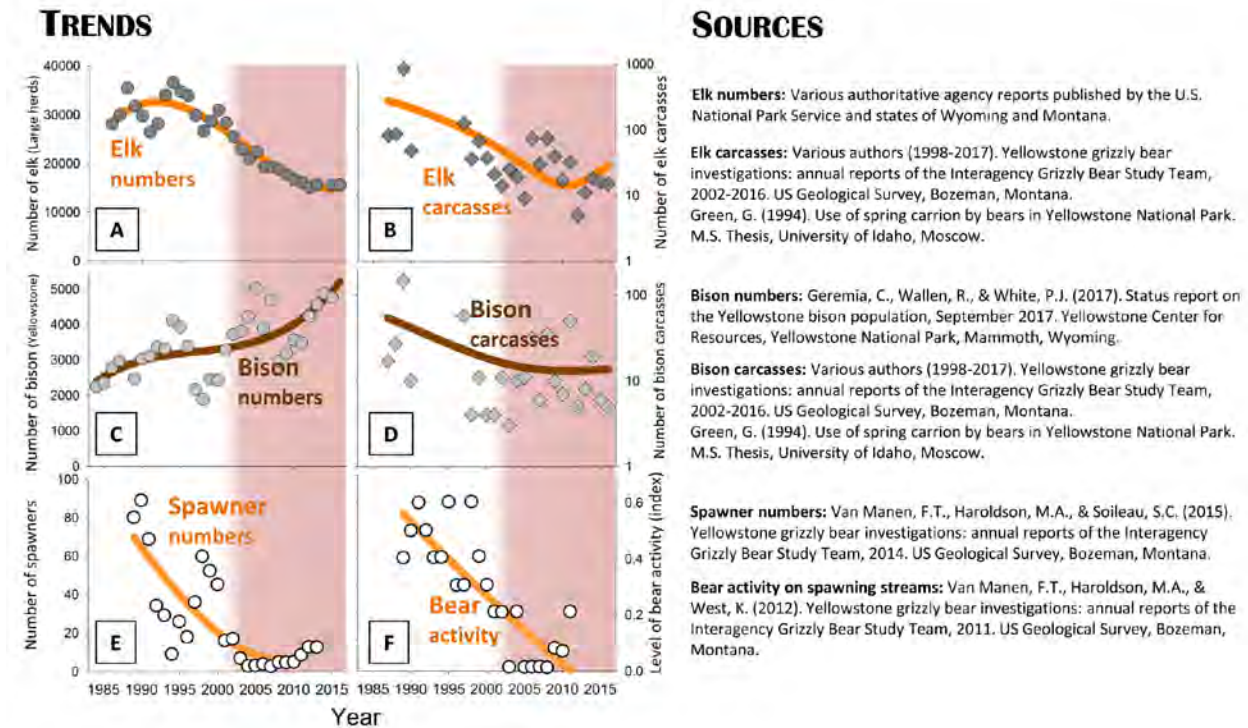 TRENDS
SOURCES
40000
30000
20000
10000
0
Number of elk (Large herds)
Elk
numbers
A
Elk
carcasses
B
1000
100
10
1
Number of elk carcasses
5000
4000
3000
2000
1000
0
Number of bison (Yellowstone)
Bison
numbers
C
Bison
carcasses
D
100
10
1
Number of bison carcasses
100
80
60
40
20
0
Number of spawners
Spawner
numbers
E
Bear
activity
F
0.6
0.4
0.2
0.0
Level of bear activity (index)
1985 1990 1995 2000 2005 2010 2015
1985 1990 1995 2000 2005 2010 2015
Year
Elk numbers: Various authoritative agency reports published by the U.S.
National Park Service and states of Wyoming and Montana.
Elk carcasses: Various authors (1998-2017). Yellowstone grizzly bear
investigations: annual reports of the Interagency Grizzly Bear Study Team,
2002-2016. US Geological Survey, Bozeman, Montana.
Green, G. (1994). Use of spring carrion by bears in Yellowstone National Park.
M.S. Thesis, University of Idaho, Moscow.
Bison numbers: Geremia, C., Wallen, R., & White, P.J. (2017). Status report on
the Yellowstone bison population, September 2017. Yellowstone Center for
Resources, Yellowstone National Park, Mammoth, Wyoming.
Bison carcasses: Various authors (1998-2017). Yellowstone grizzly bear
investigations: annual reports of the Interagency Grizzly Bear Study Team,
2002-2016. US Geological Survey, Bozeman, Montana.
Green, G. (1994). Use of spring carrion by bears in Yellowstone National Park.
M.S. Thesis, University of Idaho, Moscow.
Spawner numbers: Van Manen, F.T., Haroldson, M.A., & Soileau, S.C. (2015).
Yellowstone grizzly bear investigations: annual reports of the Interagency
Grizzly Bear Study Team, 2014. US Geological Survey, Bozeman, Montana.
Bear activity on spawning streams: Van Manen, F.T., Haroldson, M.A., &
West, K. (2012). Yellowstone grizzly bear investigations: annual reports of the
Interagency Grizzly Bear Study Team, 2011. US Geological Survey, Bozeman,
Montana.